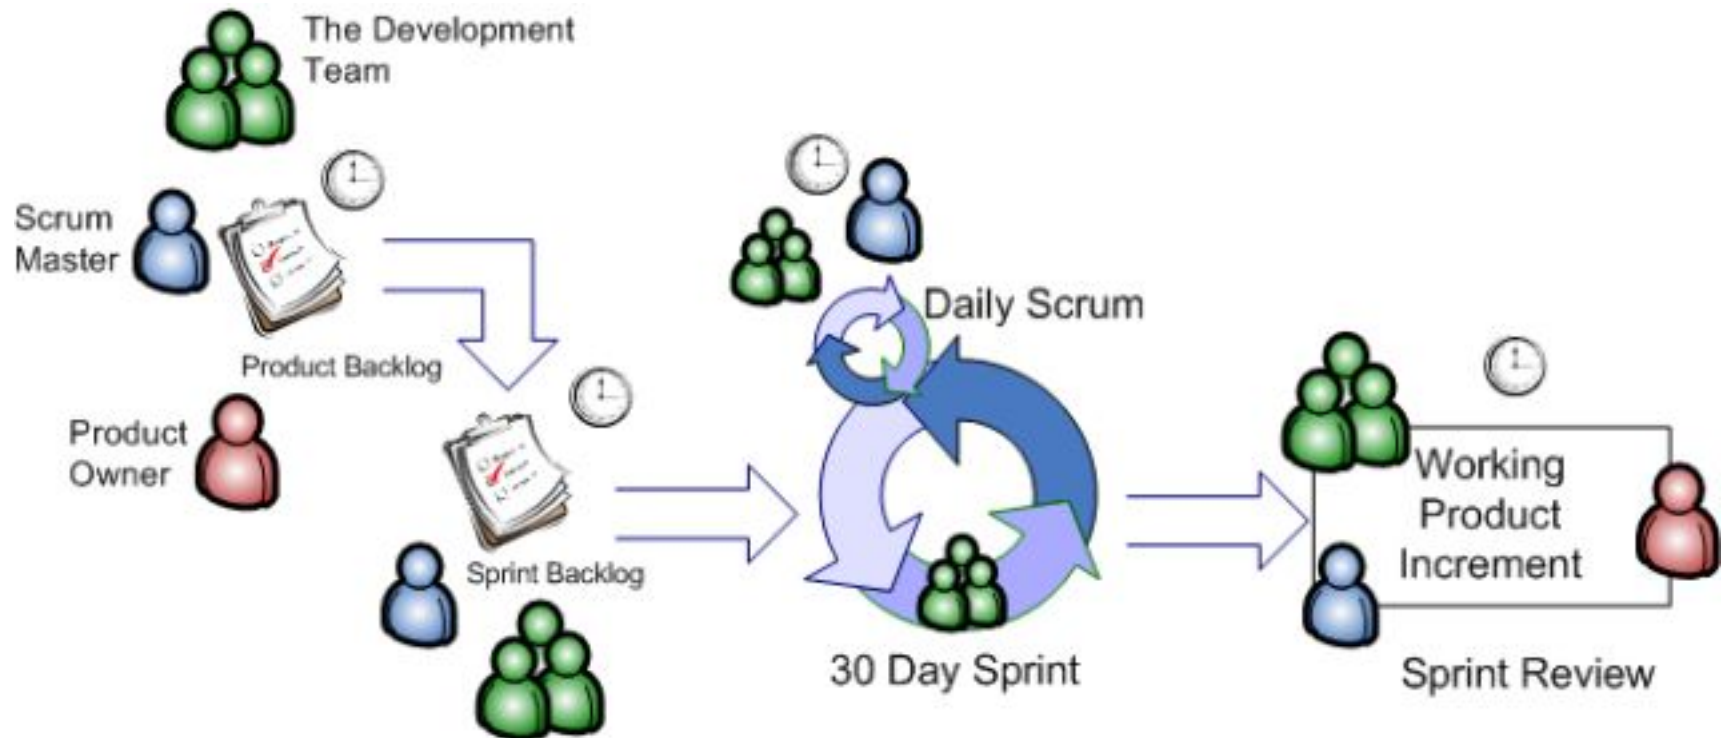 The Development
Team
Scrum
Master
Product Backlog
Product
Owner
Sprint Backlog
Daily Scrum
30 Day Sprint
Working
Product
Increment
Sprint Review